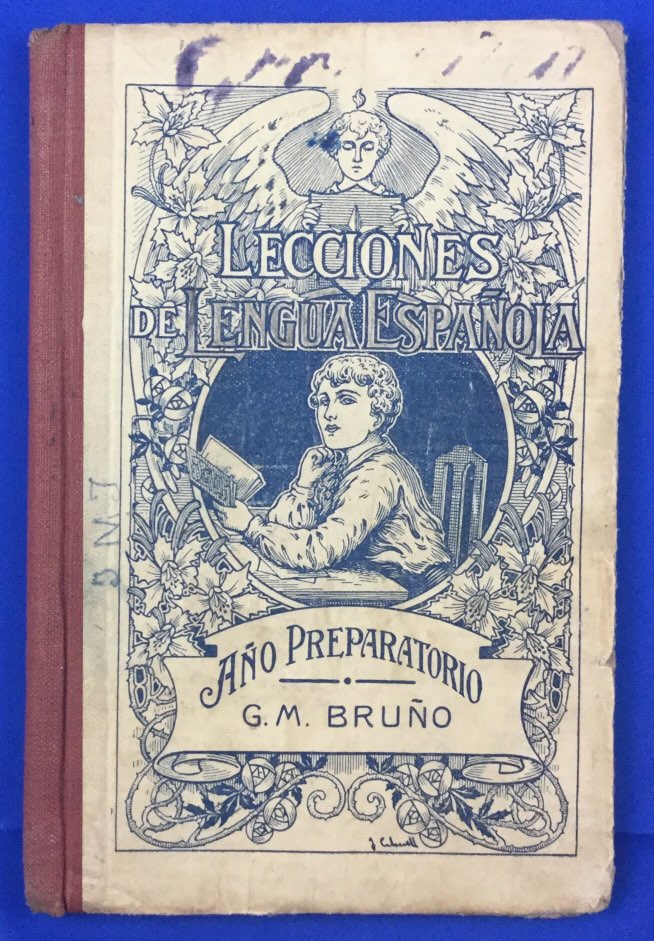 LECCIONES
DE LENGUA ESPAÑOLA
AÑO PREPARATORIO
G. M. BRUÑO